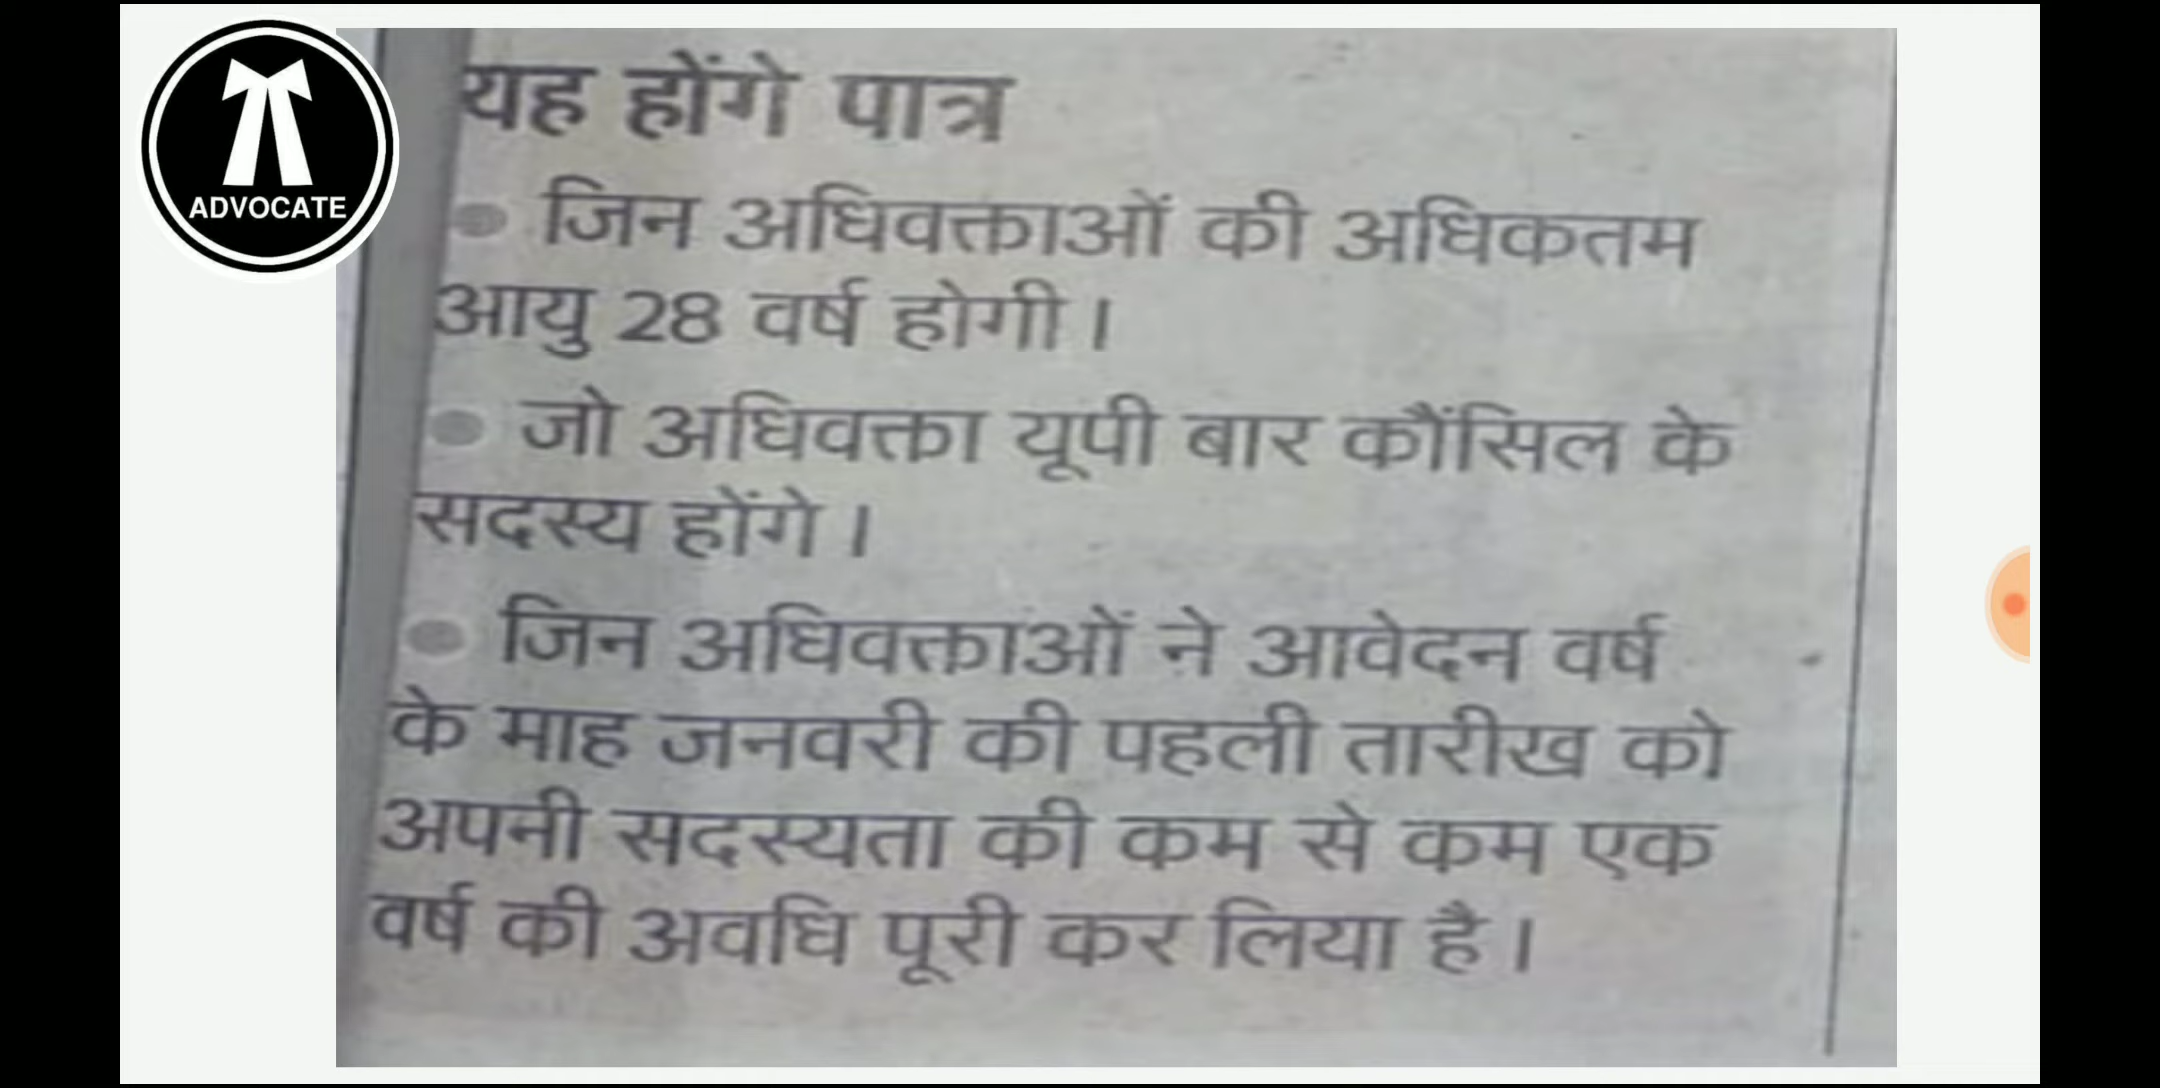 ADVOCATE
यह होंगे पात्र
● जिन अधिवक्ताओं की अधिकतम
आयु 28 वर्ष होगी।
● जो अधिवक्ता यूपी बार कौंसिल के
सदस्य होंगे।
● जिन अधिवक्ताओं ने आवेदन वर्ष
के माह जनवरी की पहली तारीख को
अपनी सदस्यता की कम से कम एक
वर्ष की अवधि पूरी कर लिया है।